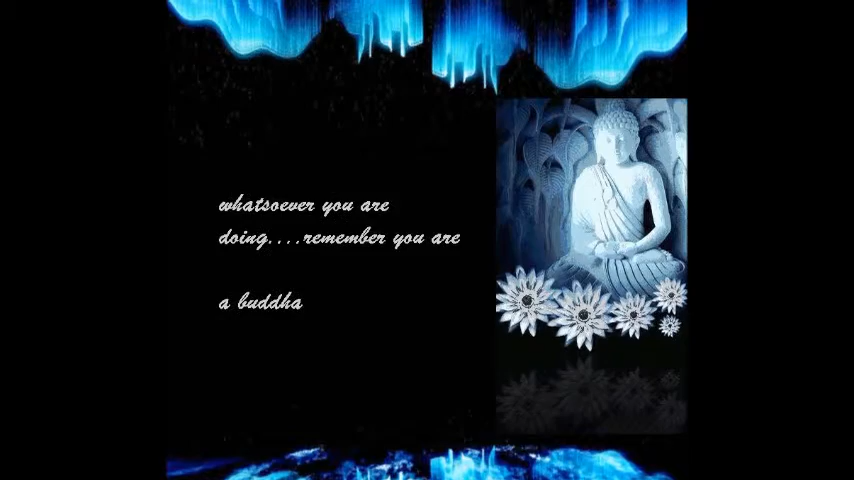 whatsoever you are
doing....remember you are
a buddha